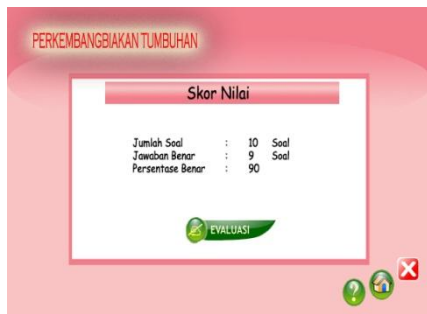 PERKEMBANGBIAKAN TUMBUHAN
Skor Nilai
Jumlah Soal : 10 Soal
Jawaban Benar : 9 Soal
Persentase Benar : 90
EVALUASI
?